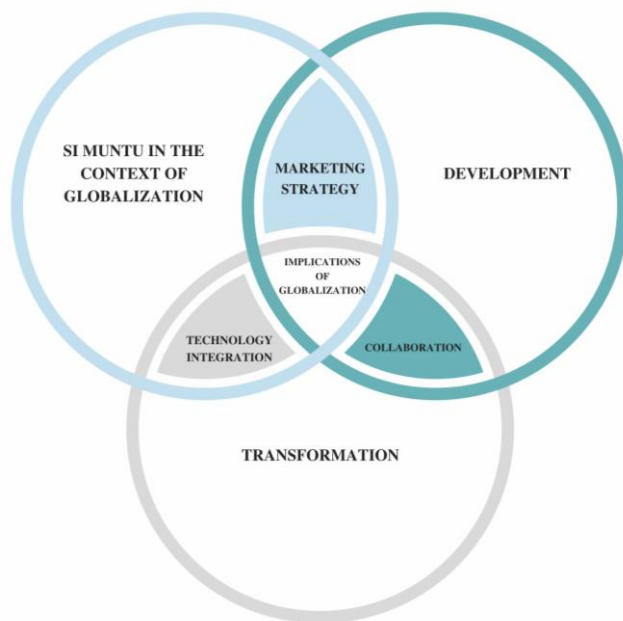 SI MUNTU IN THE
CONTEXT OF
GLOBALIZATION
MARKETING
STRATEGY
DEVELOPMENT
IMPLICATIONS
OF
GLOBALIZATION
TECHNOLOGY
INTEGRATION
COLLABORATION
TRANSFORMATION